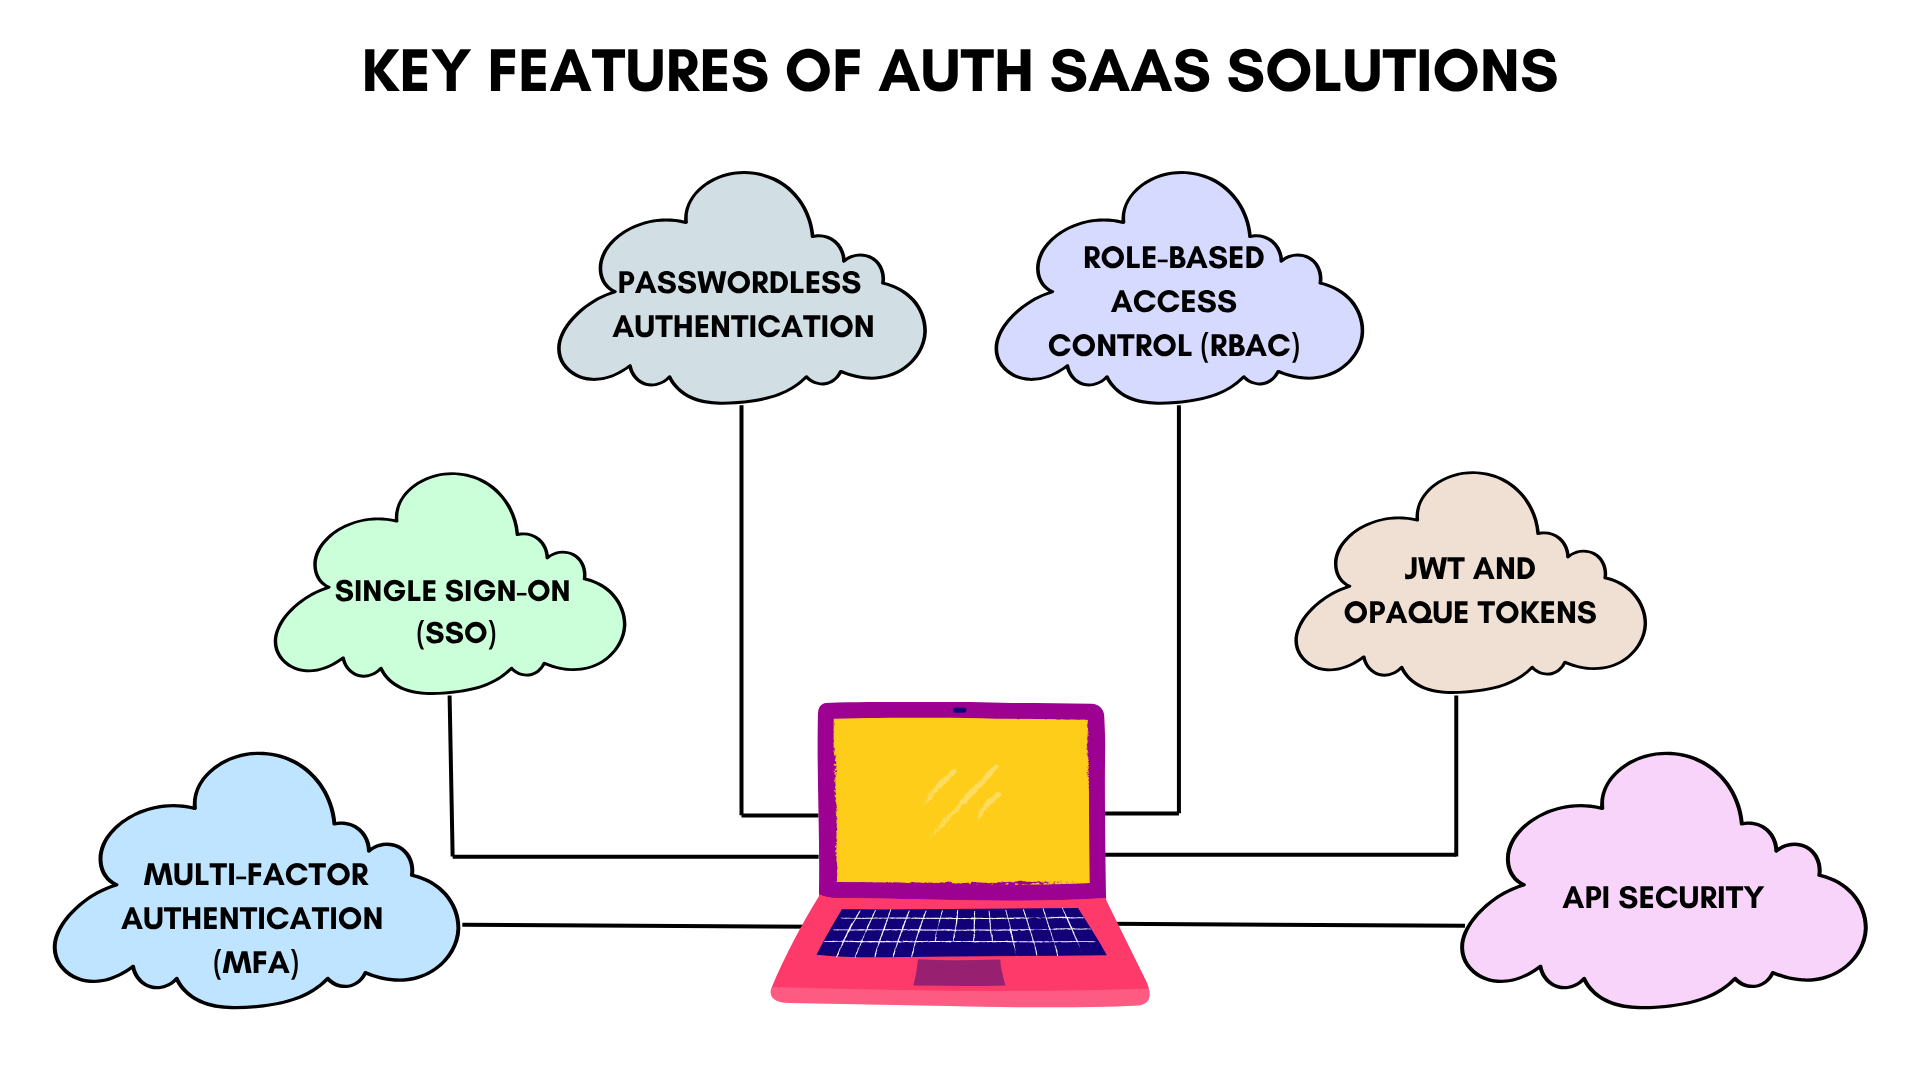 KEY FEATURES OF AUTH SAAS SOLUTIONS
PASSWORDLESS
AUTHENTICATION
ROLE-BASED
ACCESS
CONTROL (RBAC)
SINGLE SIGN-ON
(SSO)
JWT AND
OPAQUE TOKENS
MULTI-FACTOR
AUTHENTICATION
(MFA)
API SECURITY